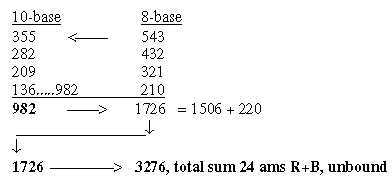 10-base 8-base
355 <—— 543
282 432
209 321
136.....982 210
982 ——> 1726 = 1506 + 220
1726 ————> 3276, total sum 24 ams R+B, unbound